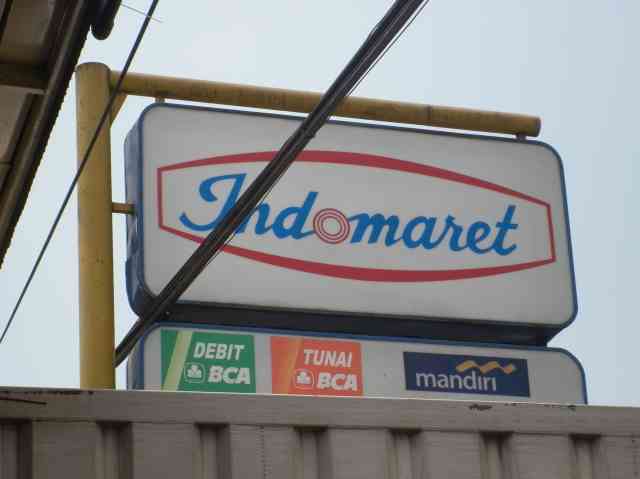 Indomaret
DEBIT
BCA
TUNAI
BCA
mandiri